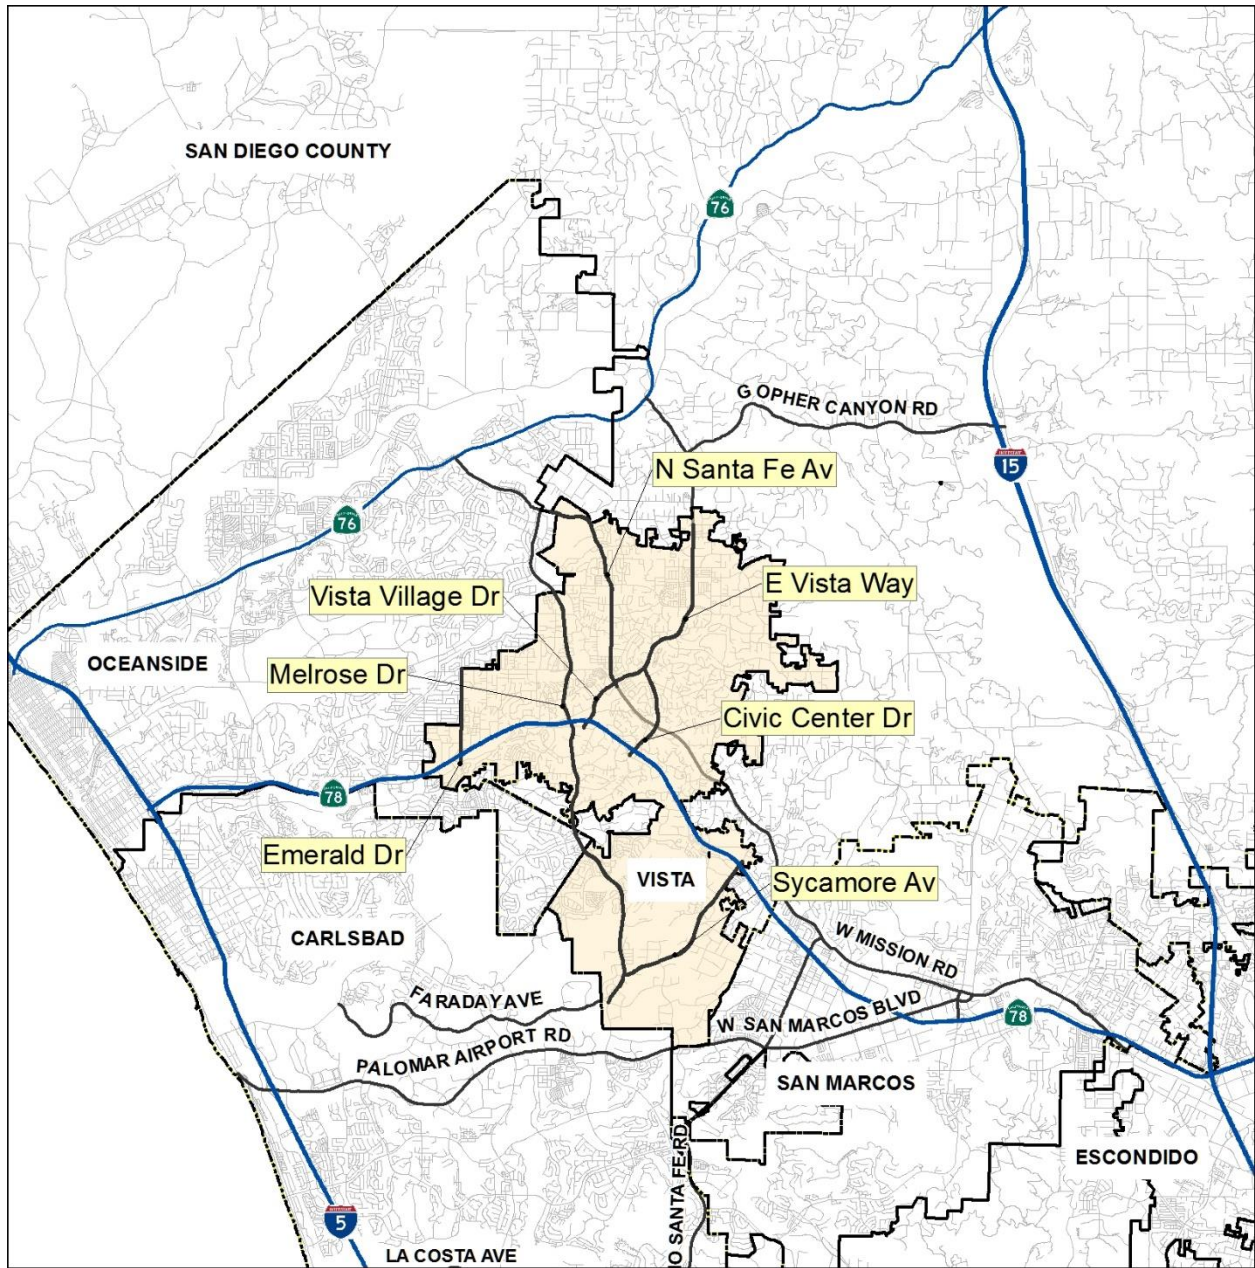 SAN DIEGO COUNTY
76
GOPHER CANYON RD
N Santa Fe Av
15
76
Vista Village Dr
E Vista Way
OCEANSIDE
Melrose Dr
Civic Center Dr
78
Emerald Dr
VISTA
Sycamore Av
CARLSBAD
W MISSION RD
FARADAY AVE
W SAN MARCOS BLVD
78
PALOMAR AIRPORT RD
SAN MARCOS
ESCONDIDO
SANTA FE RD
5
LA COSTA AVE